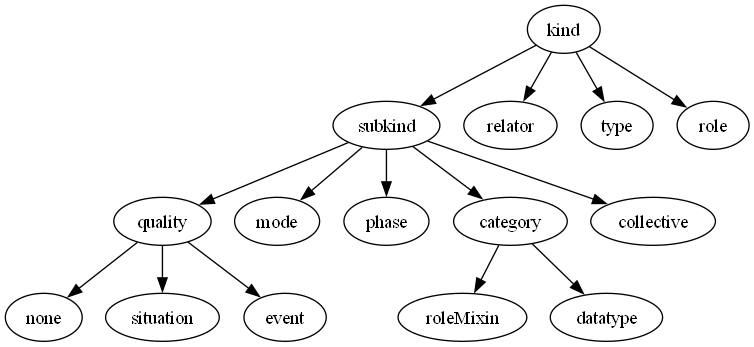 kind
subkind
relator
type
role
quality
mode
phase
category
collective
none
situation
event
roleMixin
datatype